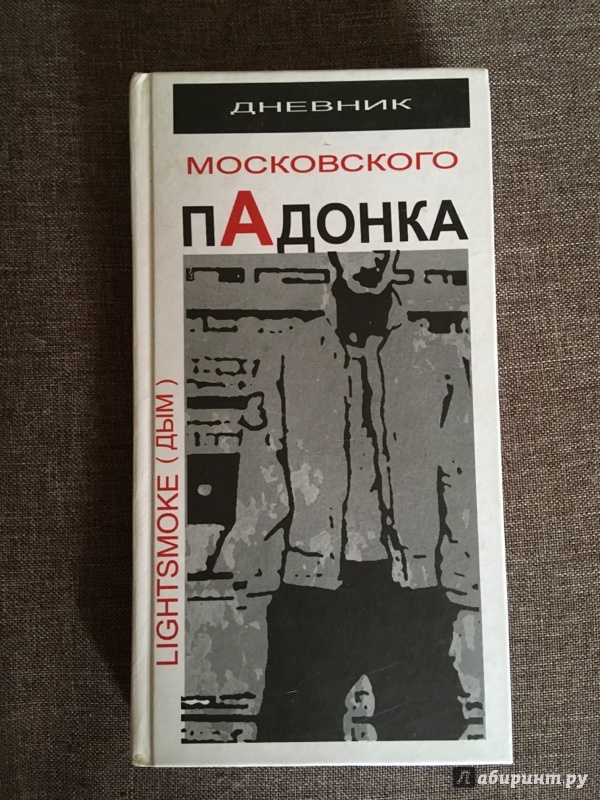 ДНЕВНИК
МОСКОВСКОГО
пАДОНКА
LIGHTSMOKE ( ДЫМ )
Лабиринт.ру